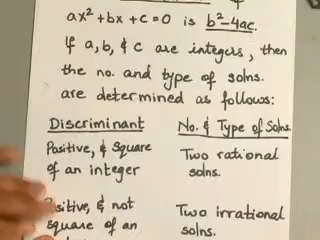 ax² + bx + c = 0 is b²-4ac.
If a, b, & c are integers, then
the no. and type of solns.
are determined as follows:
Discriminant No. & Type of Solns
Positive, & square Two rational
of an integer solns.
Positive, & not Two irrational
square of an solns.